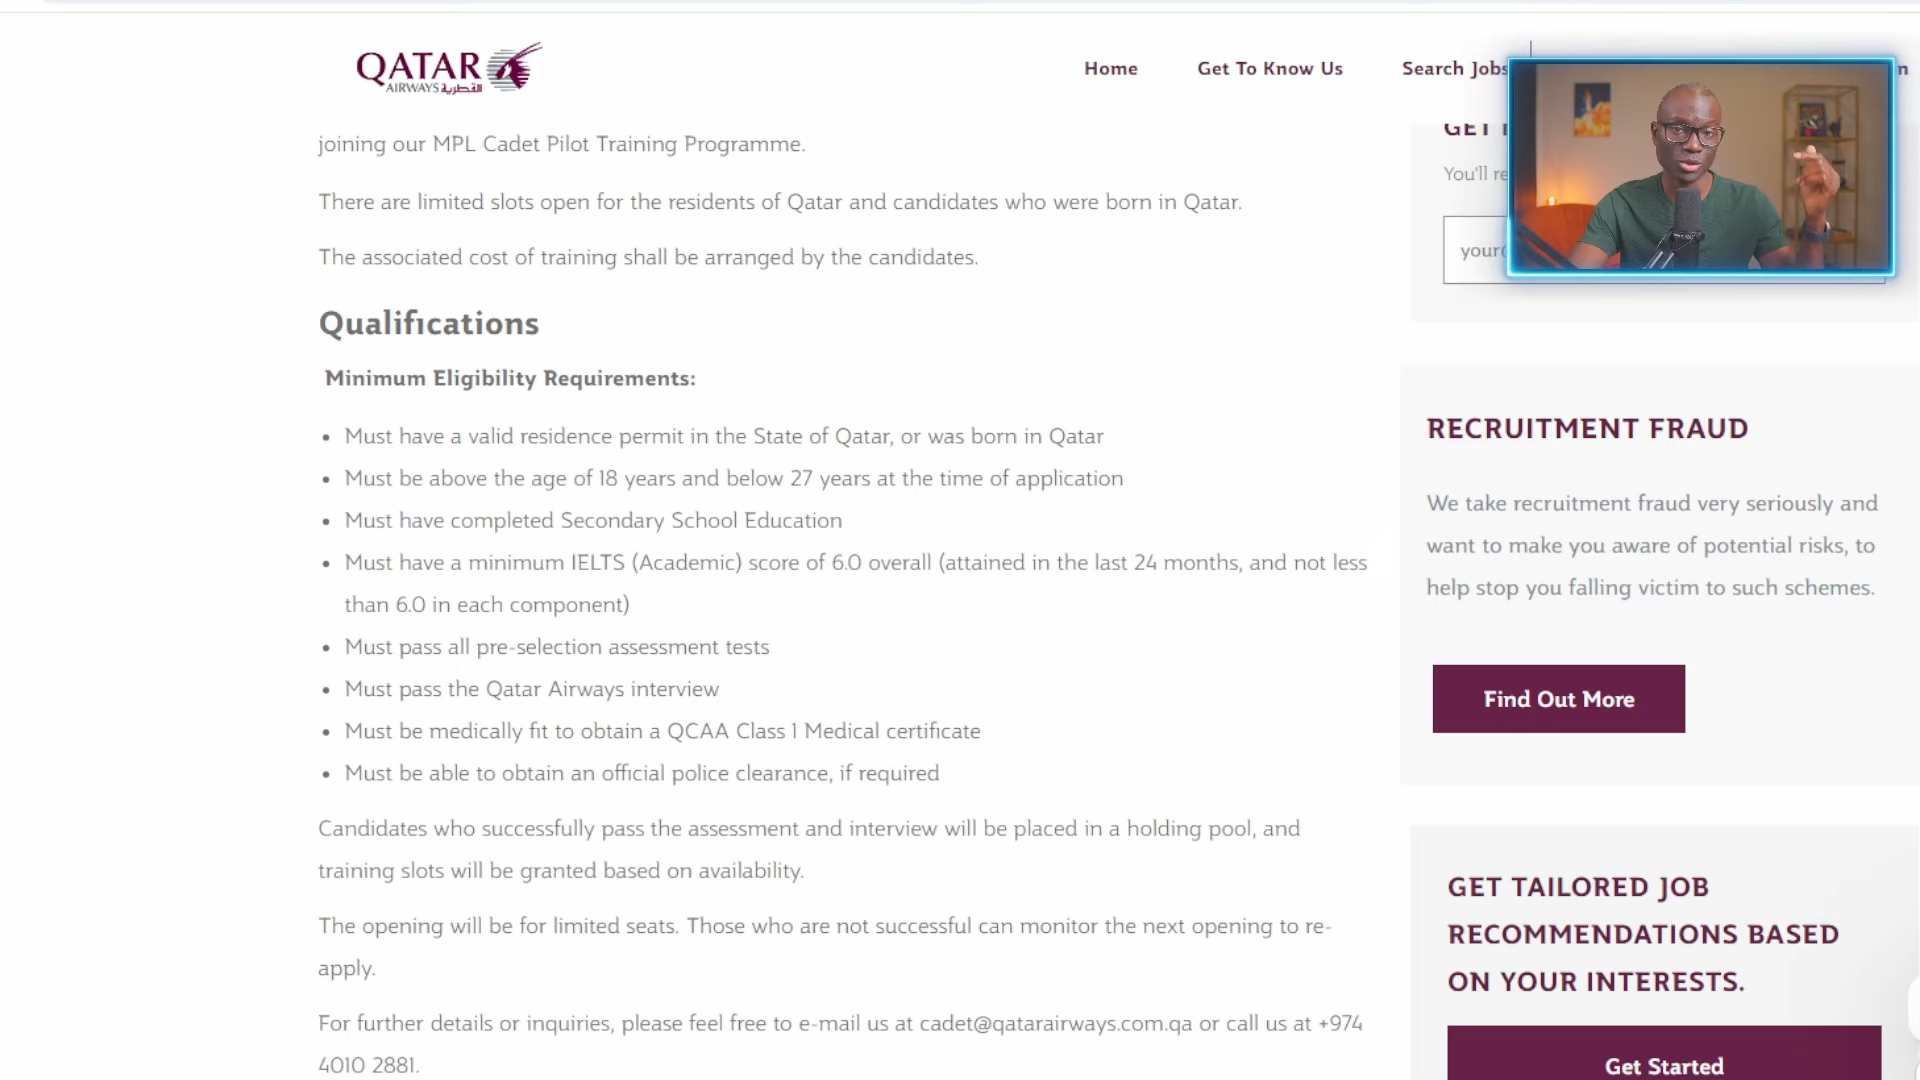 QATAR
AIRWAYS القطرية
Home
Get To Know Us
Search Jobs
n
joining our MPL Cadet Pilot Training Programme.
There are limited slots open for the residents of Qatar and candidates who were born in Qatar.
The associated cost of training shall be arranged by the candidates.
Qualifications
Minimum Eligibility Requirements:
• Must have a valid residence permit in the State of Qatar, or was born in Qatar
• Must be above the age of 18 years and below 27 years at the time of application
• Must have completed Secondary School Education
• Must have a minimum IELTS (Academic) score of 6.0 overall (attained in the last 24 months, and not less
than 6.0 in each component)
• Must pass all pre-selection assessment tests
• Must pass the Qatar Airways interview
• Must be medically fit to obtain a QCAA Class 1 Medical certificate
• Must be able to obtain an official police clearance, if required
Candidates who successfully pass the assessment and interview will be placed in a holding pool, and
training slots will be granted based on availability.
The opening will be for limited seats. Those who are not successful can monitor the next opening to re-
apply.
For further details or inquiries, please feel free to e-mail us at cadet@qatarairways.com.qa or call us at +974
4010 2881.
GET
You'll re
your(
RECRUITMENT FRAUD
We take recruitment fraud very seriously and
want to make you aware of potential risks, to
help stop you falling victim to such schemes.
Find Out More
GET TAILORED JOB
RECOMMENDATIONS BASED
ON YOUR INTERESTS.
Get Started